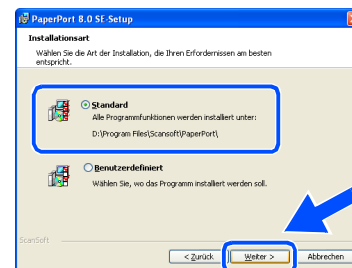 PaperPort 8.0 SE-Setup
Installationsart
Wählen Sie die Art der Installation, die Ihren Erfordernissen am besten
entspricht.
Standard
Alle Programmfunktionen werden installiert unter:
D:\Program Files\Scansoft\PaperPort\
Benutzerdefiniert
Wählen Sie, wo das Programm installiert werden soll.
ScanSoft
< Zurück Weiter > Abbrechen